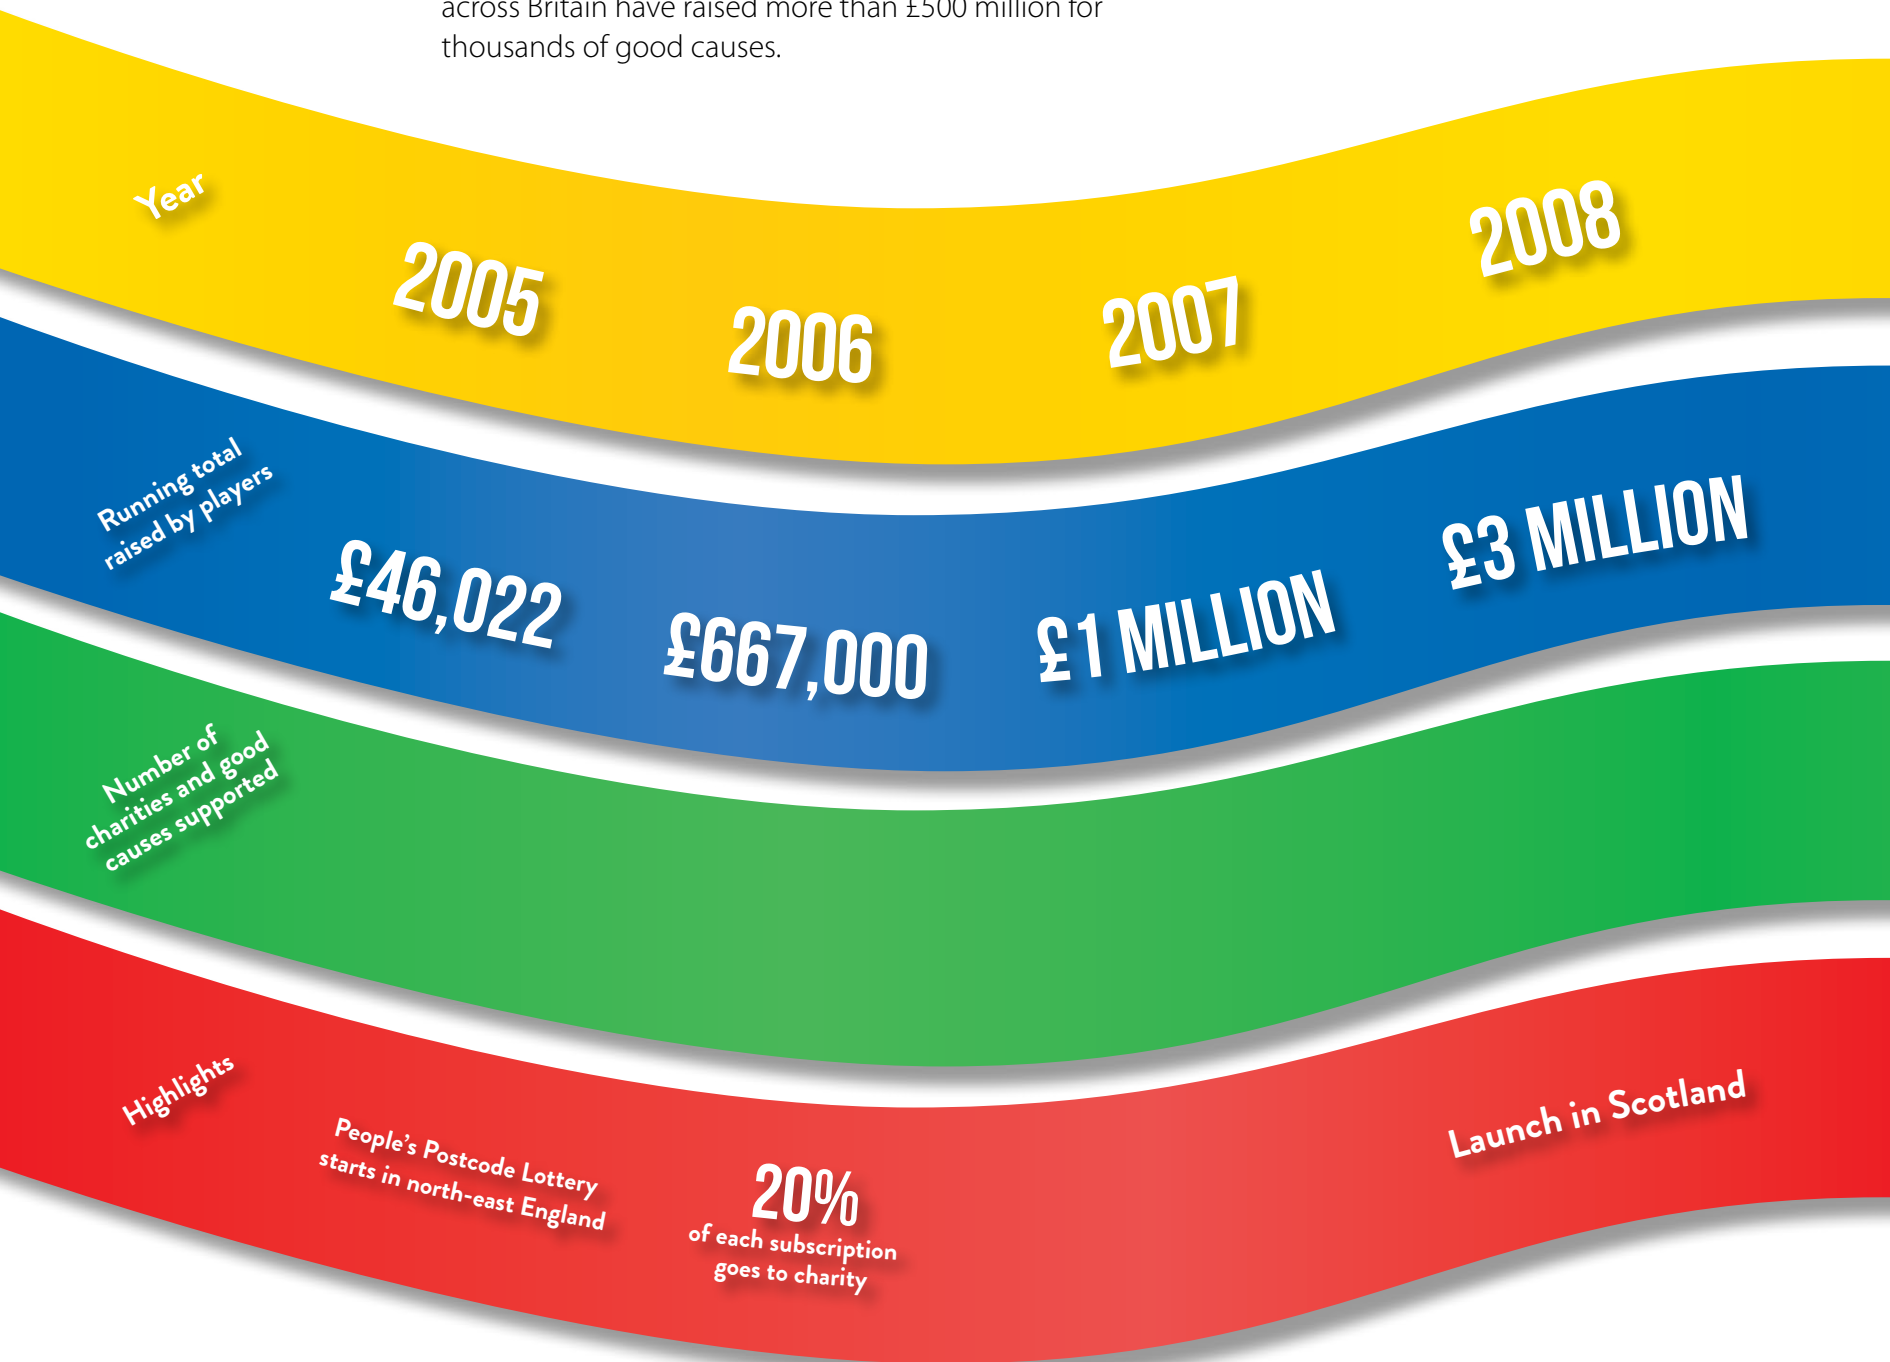 across Britain have raised more than £500 million for
thousands of good causes.
Year
2005
2006
2007
2008
Running total
raised by players
£46,022
£667,000
£1 MILLION
£3 MILLION
Number of
charities and good
causes supported
Highlights
People's Postcode Lottery
starts in north-east England
20%
of each subscription
goes to charity
Launch in Scotland